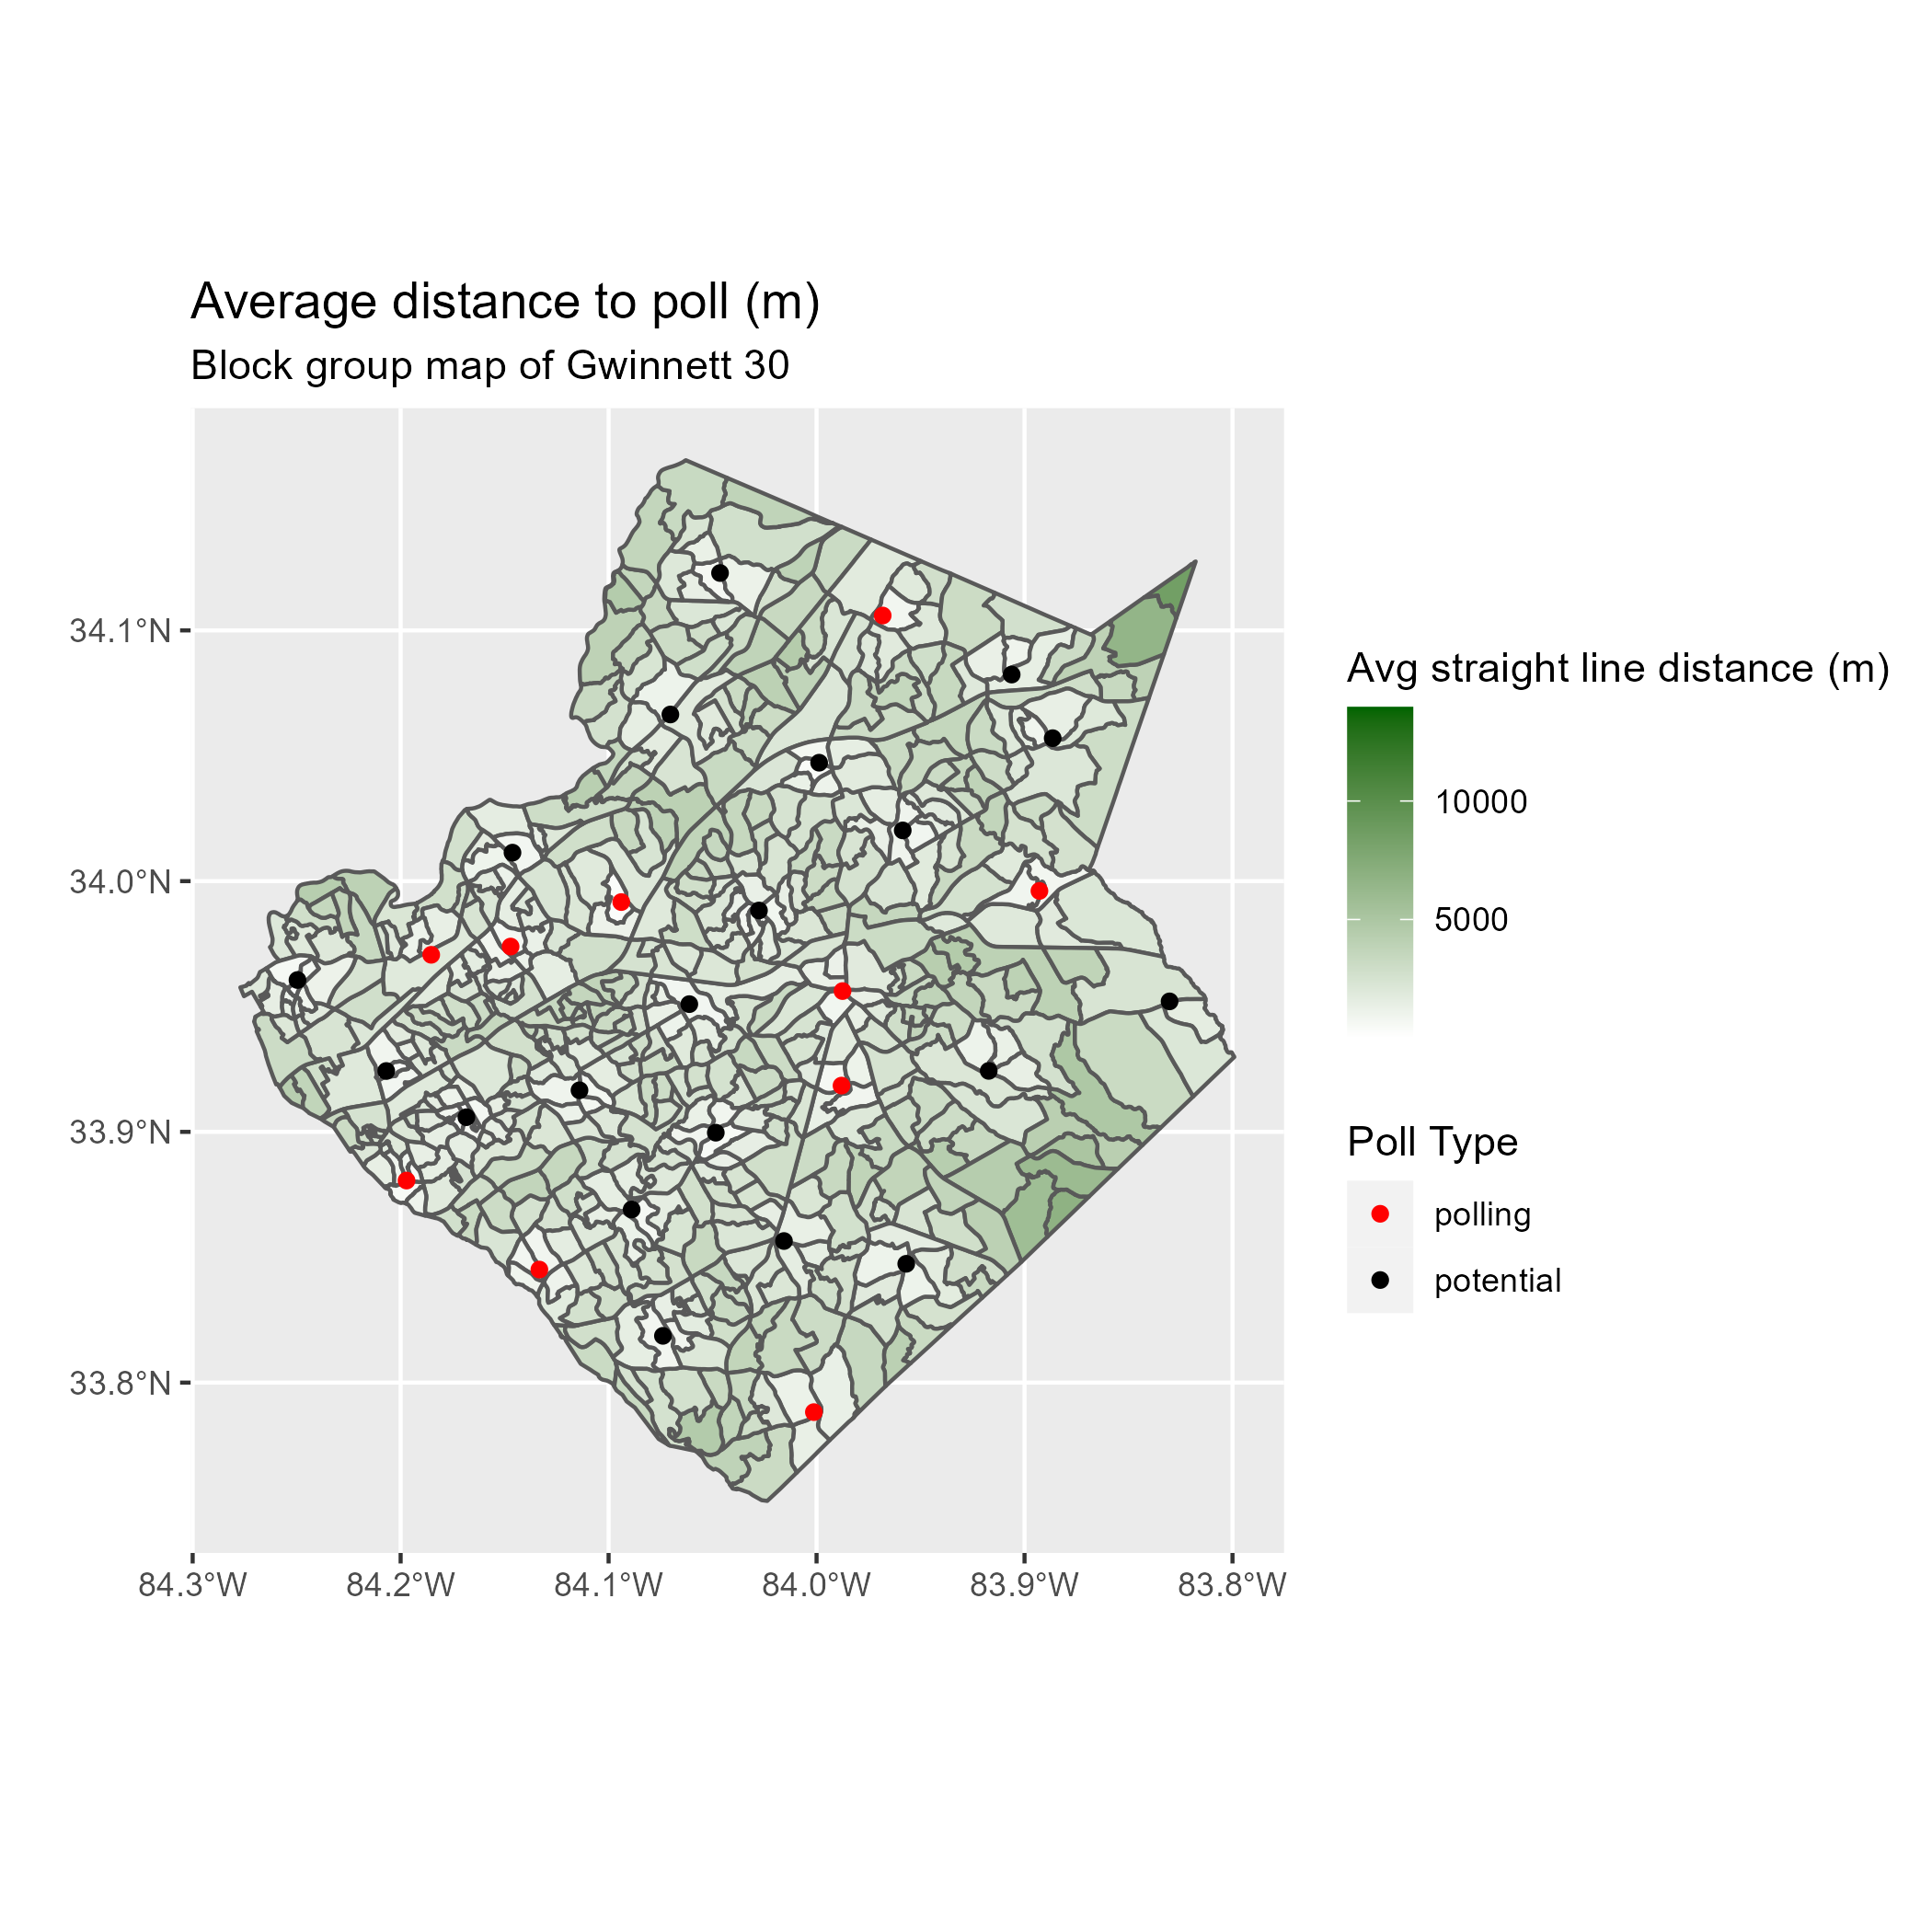 Average distance to poll (m)
Block group map of Gwinnett 30
34.1°N
34.0°N
33.9°N
33.8°N
84.3°W 84.2°W 84.1°W 84.0°W 83.9°W 83.8°W
Avg straight line distance (m)
10000
5000
Poll Type
polling
potential